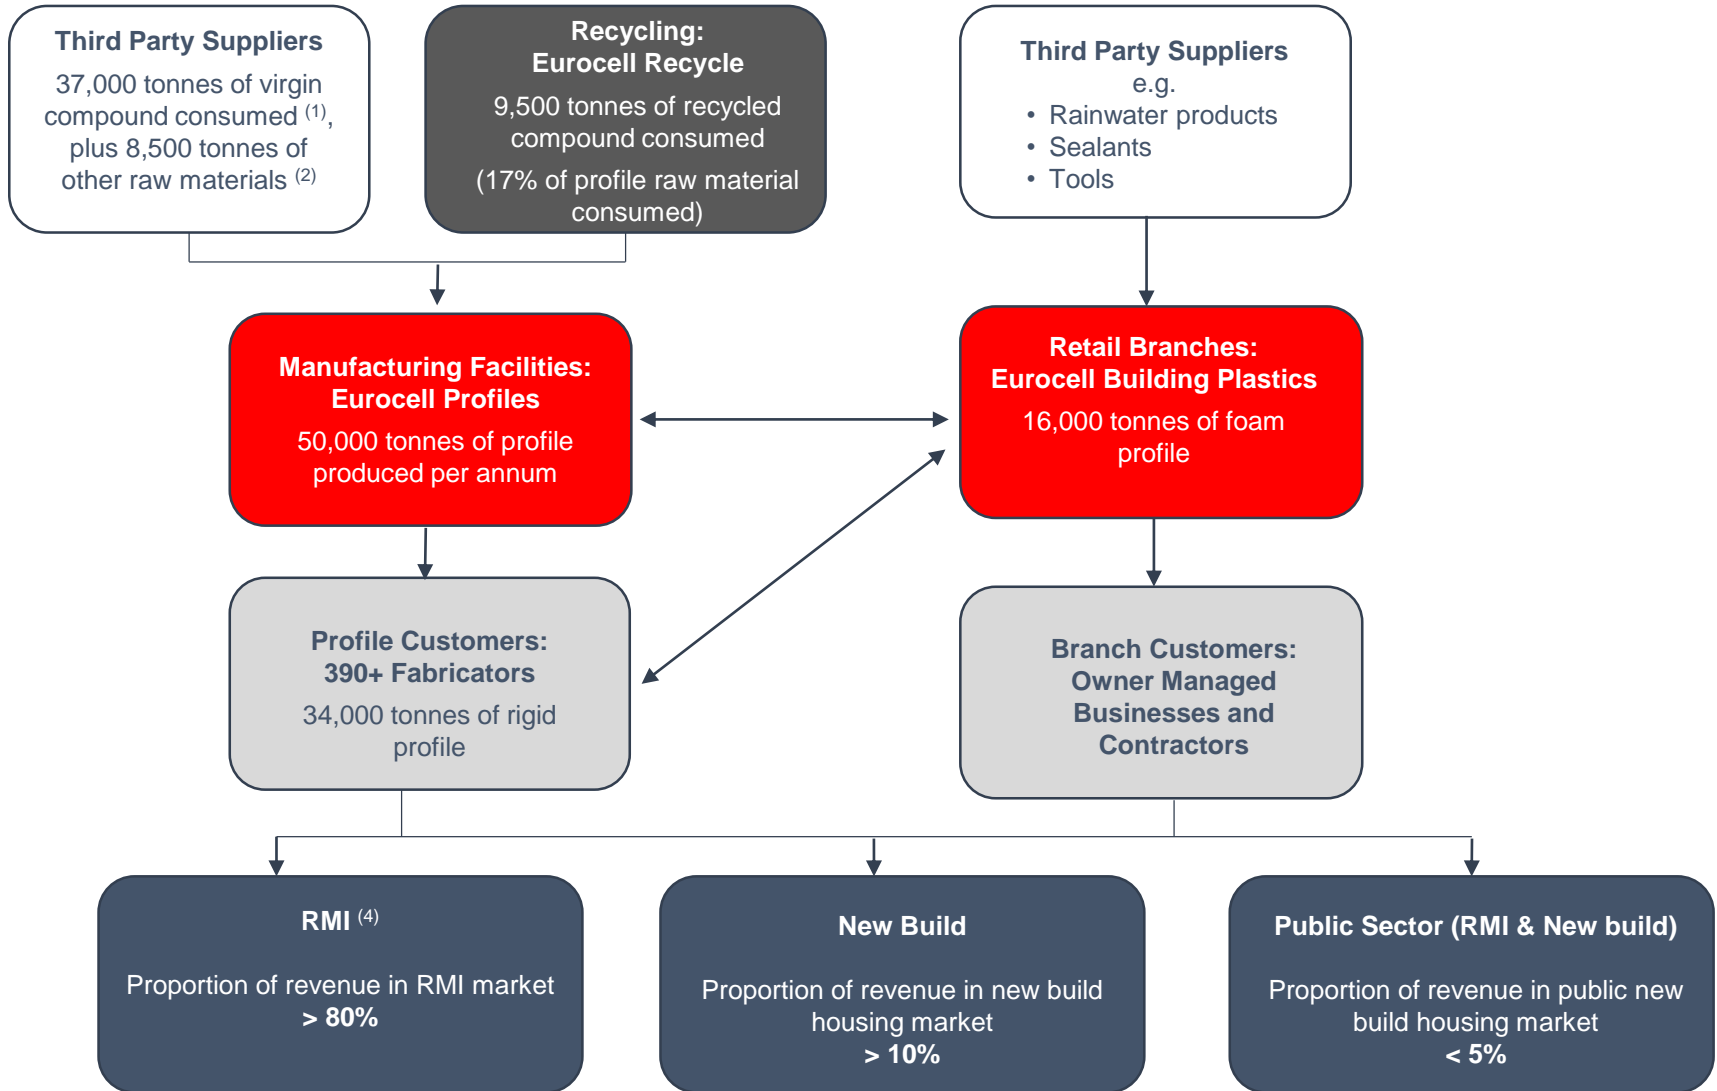 Third Party Suppliers
37,000 tonnes of virgin
compound consumed (1),
plus 8,500 tonnes of
other raw materials (2)
Recycling:
Eurocell Recycle
9,500 tonnes of recycled
compound consumed
(17% of profile raw material
consumed)
Third Party Suppliers
e.g.
• Rainwater products
• Sealants
• Tools
Manufacturing Facilities:
Eurocell Profiles
50,000 tonnes of profile
produced per annum
Retail Branches:
Eurocell Building Plastics
16,000 tonnes of foam
profile
Profile Customers:
390+ Fabricators
34,000 tonnes of rigid
profile
Branch Customers:
Owner Managed
Businesses and
Contractors
RMI (4)
Proportion of revenue in RMI market
> 80%
New Build
Proportion of revenue in new build
housing market
> 10%
Public Sector (RMI & New build)
Proportion of revenue in public new
build housing market
< 5%